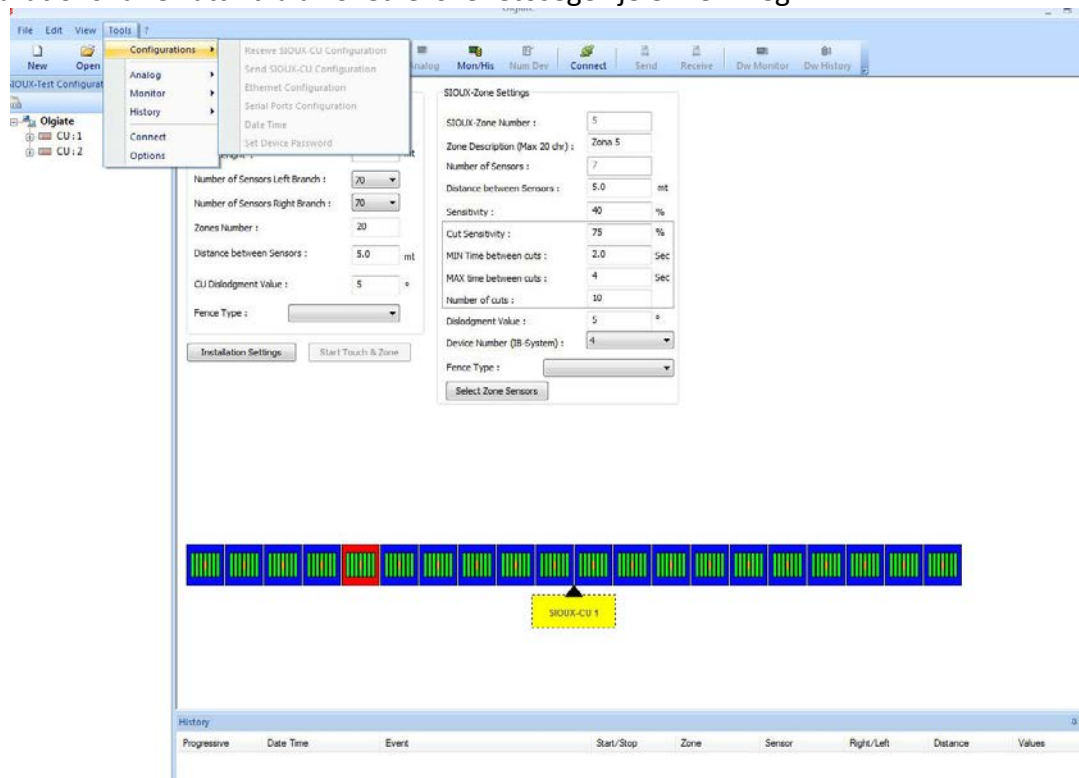 Olgiate
File Edit View Tools ?
New Open Analog Mon/His Num Dev Connect Send Receive Dw Monitor Dw History
Configurations
Analog
Monitor
History
Connect
Options
Receive SIOUX-CU Configuration
Send SIOUX-CU Configuration
Ethernet Configuration
Serial Ports Configuration
Date Time
Set Device Password
SIOUX-Test Configurat
Olgiate
CU : 1
CU : 2
mt
Number of Sensors Left Branch : 70
Number of Sensors Right Branch : 70
Zones Number : 20
Distance between Sensors : 5.0 mt
CU Dislodgment Value : 5 °
Fence Type :
Installation Settings Start Touch & Zone
SIOUX-Zone Settings
SIOUX-Zone Number : 5
Zone Description (Max 20 chr) : Zona 5
Number of Sensors : 7
Distance between Sensors : 5.0 mt
Sensitivity : 40 %
Cut Sensitivity : 75 %
MIN Time between cuts : 2.0 Sec
MAX time between cuts : 4 Sec
Number of cuts : 10
Dislodgment Value : 5 °
Device Number (IB-System) : 4
Fence Type :
Select Zone Sensors
SIOUX-CU 1
History
Progressive Date Time Event Start/Stop Zone Sensor Right/Left Distance Values